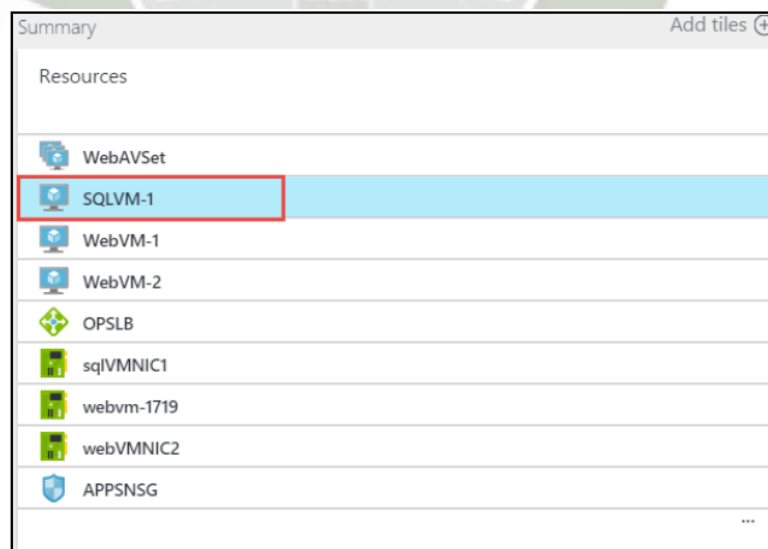 Summary
Add tiles
Resources
WebAVSet
SQLVM-1
WebVM-1
WebVM-2
OPSLB
sqlVMNIC1
webvm-1719
webVMNIC2
APPSNSG
...